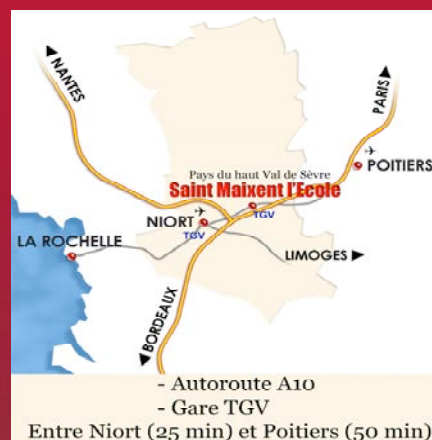 NANTES
PARIS
POITIERS
Pays du haut Val de Sèvre
Saint Maixent l'Ecole
TGV
NIORT
TGV
LA ROCHELLE
LIMOGES
BORDEAUX
- Autoroute A10
- Gare TGV
Entre Niort (25 min) et Poitiers (50 min)